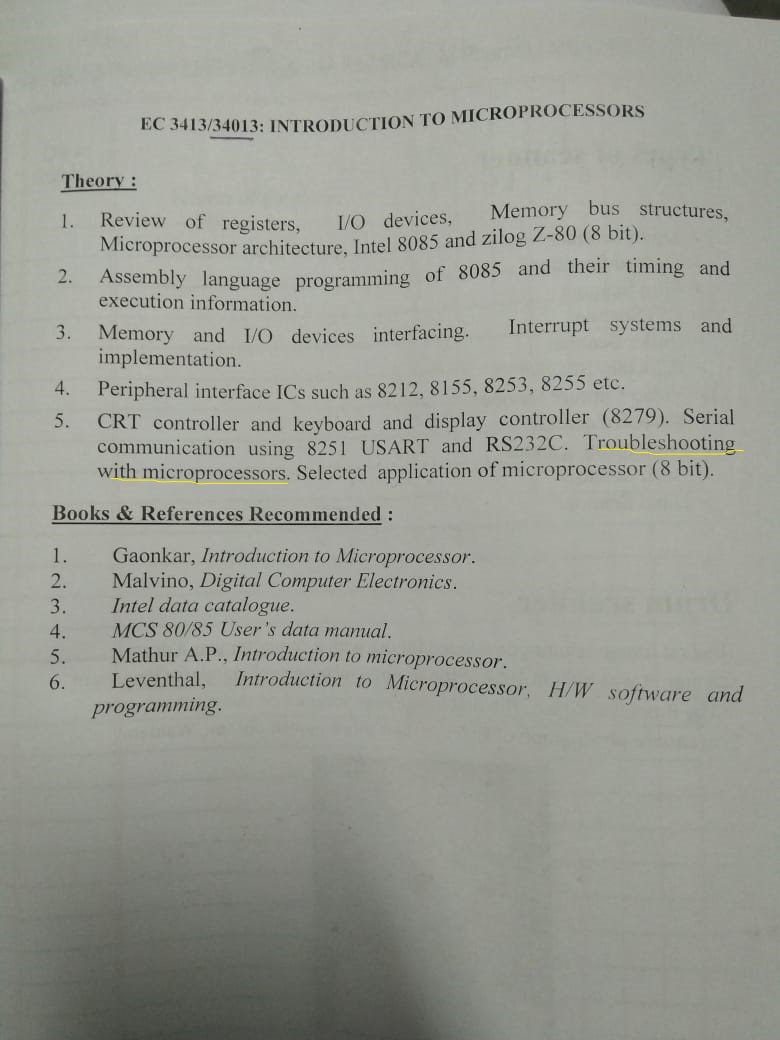 EC 3413/34013: INTRODUCTION TO MICROPROCESSORS
Theory :
1. Review of registers, I/O devices, Memory bus structures,
Microprocessor architecture, Intel 8085 and zilog Z-80 (8 bit).
2. Assembly language programming of 8085 and their timing and
execution information.
3. Memory and I/O devices interfacing. Interrupt systems and
implementation.
4. Peripheral interface ICs such as 8212, 8155, 8253, 8255 etc.
5. CRT controller and keyboard and display controller (8279). Serial
communication using 8251 USART and RS232C. Troubleshooting
with microprocessors. Selected application of microprocessor (8 bit).
Books & References Recommended :
1. Gaonkar, Introduction to Microprocessor.
2. Malvino, Digital Computer Electronics.
3. Intel data catalogue.
4. MCS 80/85 User's data manual.
5. Mathur A.P., Introduction to microprocessor.
6. Leventhal, Introduction to Microprocessor, H/W software and
programming.